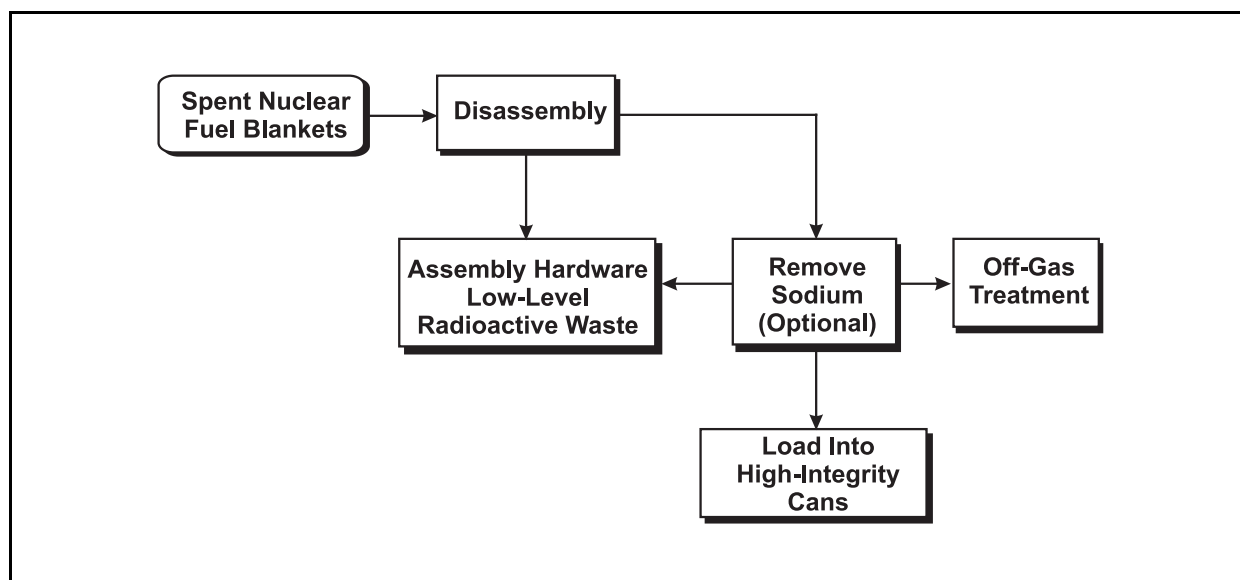 Spent Nuclear
Fuel Blankets
Disassembly
Assembly Hardware
Low-Level
Radioactive Waste
Remove
Sodium
(Optional)
Off-Gas
Treatment
Load Into
High-Integrity
Cans